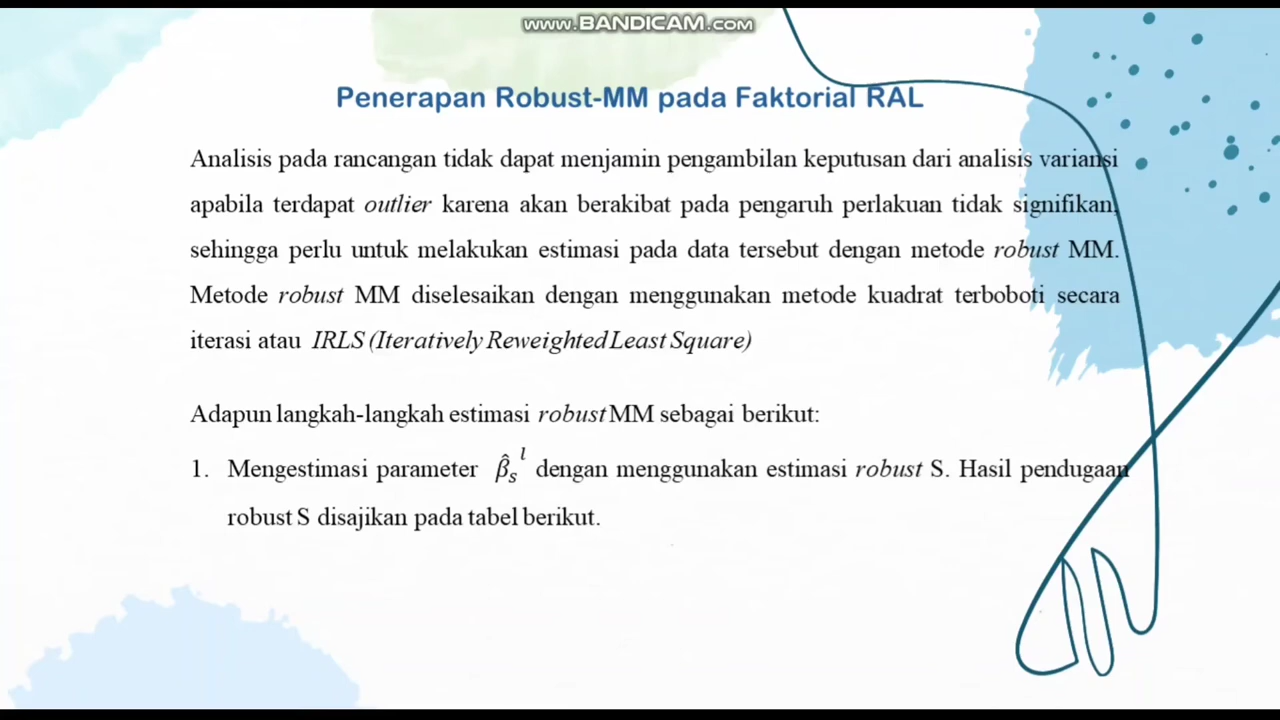 www.BANDICAM.com
Penerapan Robust-MM pada Faktorial RAL
Analisis pada rancangan tidak dapat menjamin pengambilan keputusan dari analisis variansi
apabila terdapat outlier karena akan berakibat pada pengaruh perlakuan tidak signifikan,
sehingga perlu untuk melakukan estimasi pada data tersebut dengan metode robust MM.
Metode robust MM diselesaikan dengan menggunakan metode kuadrat terboboti secara
iterasi atau IRLS (Iteratively Reweighted Least Square)
Adapun langkah-langkah estimasi robust MM sebagai berikut:
1. Mengestimasi parameter β̂ₛˡ dengan menggunakan estimasi robust S. Hasil pendugaan
robust S disajikan pada tabel berikut.